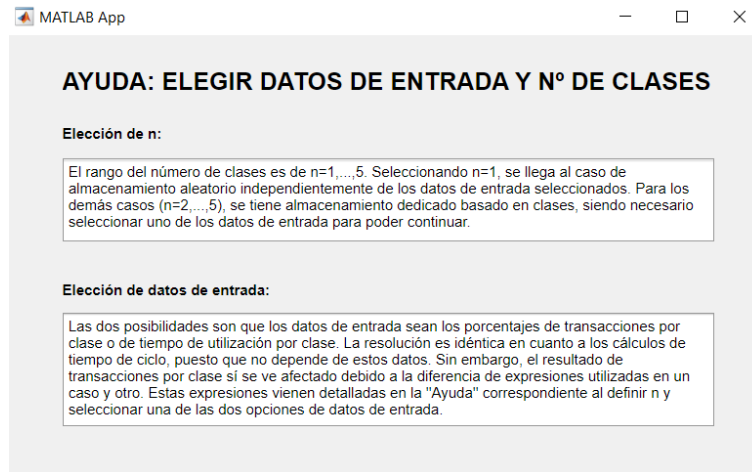 MATLAB App
AYUDA: ELEGIR DATOS DE ENTRADA Y Nº DE CLASES
Elección de n:
El rango del número de clases es de n=1,...,5. Seleccionando n=1, se llega al caso de
almacenamiento aleatorio independientemente de los datos de entrada seleccionados. Para los
demás casos (n=2,...,5), se tiene almacenamiento dedicado basado en clases, siendo necesario
seleccionar uno de los datos de entrada para poder continuar.
Elección de datos de entrada:
Las dos posibilidades son que los datos de entrada sean los porcentajes de transacciones por
clase o de tiempo de utilización por clase. La resolución es idéntica en cuanto a los cálculos de
tiempo de ciclo, puesto que no depende de estos datos. Sin embargo, el resultado de
transacciones por clase sí se ve afectado debido a la diferencia de expresiones utilizadas en un
caso y otro. Estas expresiones vienen detalladas en la "Ayuda" correspondiente al definir n y
seleccionar una de las dos opciones de datos de entrada.